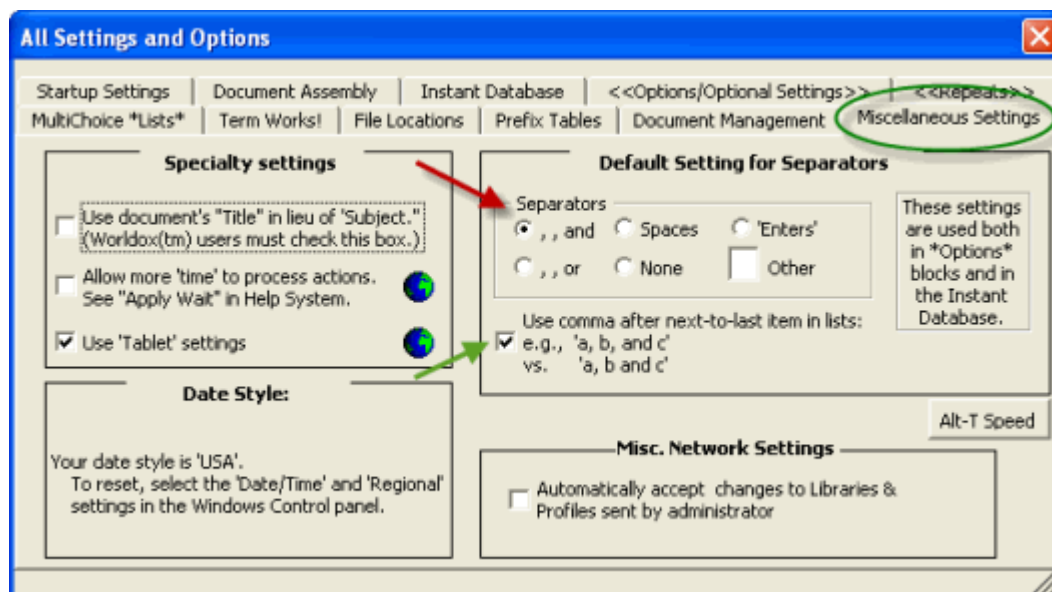 All Settings and Options
Startup Settings
Document Assembly
Instant Database
<<Options/Optional Settings>>
<<Repeats>>
MultiChoice *Lists*
Term Works!
File Locations
Prefix Tables
Document Management
Miscellaneous Settings
Specialty settings
Use document's "Title" in lieu of 'Subject."
(Worldox(tm) users must check this box.)
Allow more 'time' to process actions.
See "Apply Wait" in Help System.
Use 'Tablet' settings
Date Style:
Your date style is 'USA'.
To reset, select the 'Date/Time' and 'Regional'
settings in the Windows Control panel.
Default Setting for Separators
Separators
, , and
Spaces
'Enters'
, , or
None
Other
These settings
are used both
in *Options*
blocks and in
the Instant
Database.
Use comma after next-to-last item in lists:
e.g., 'a, b, and c'
vs. 'a, b and c'
Alt-T Speed
Misc. Network Settings
Automatically accept changes to Libraries &
Profiles sent by administrator